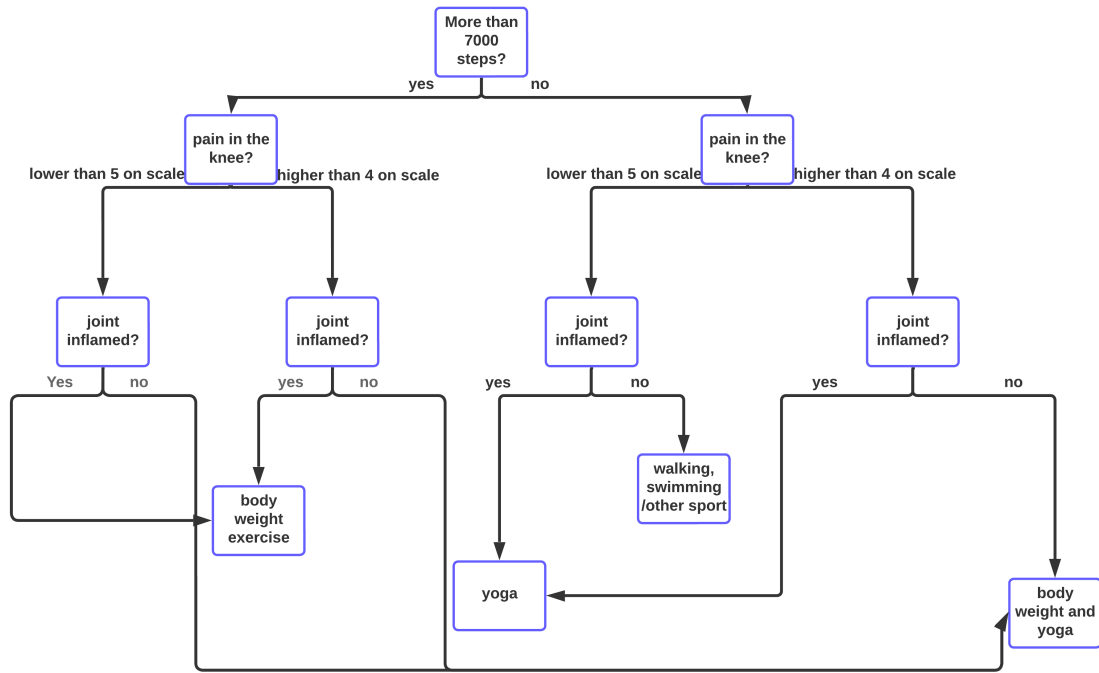 More than
7000
steps?
yes
no
pain in the
knee?
pain in the
knee?
lower than 5 on scale
higher than 4 on scale
lower than 5 on scale
higher than 4 on scale
joint
inflamed?
joint
inflamed?
joint
inflamed?
joint
inflamed?
Yes
no
yes
no
yes
no
yes
no
walking,
swimming
/other sport
body
weight
exercise
yoga
body
weight and
yoga